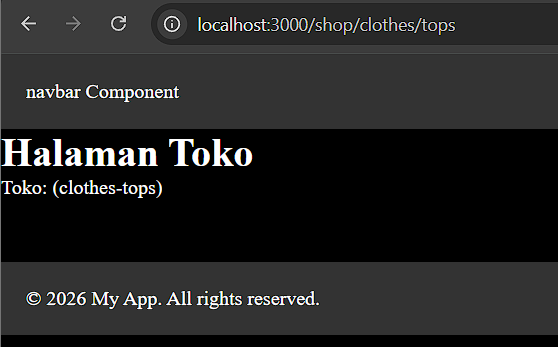 localhost:3000/shop/clothes/tops
navbar Component
Halaman Toko
Toko: (clothes-tops)
© 2026 My App. All rights reserved.